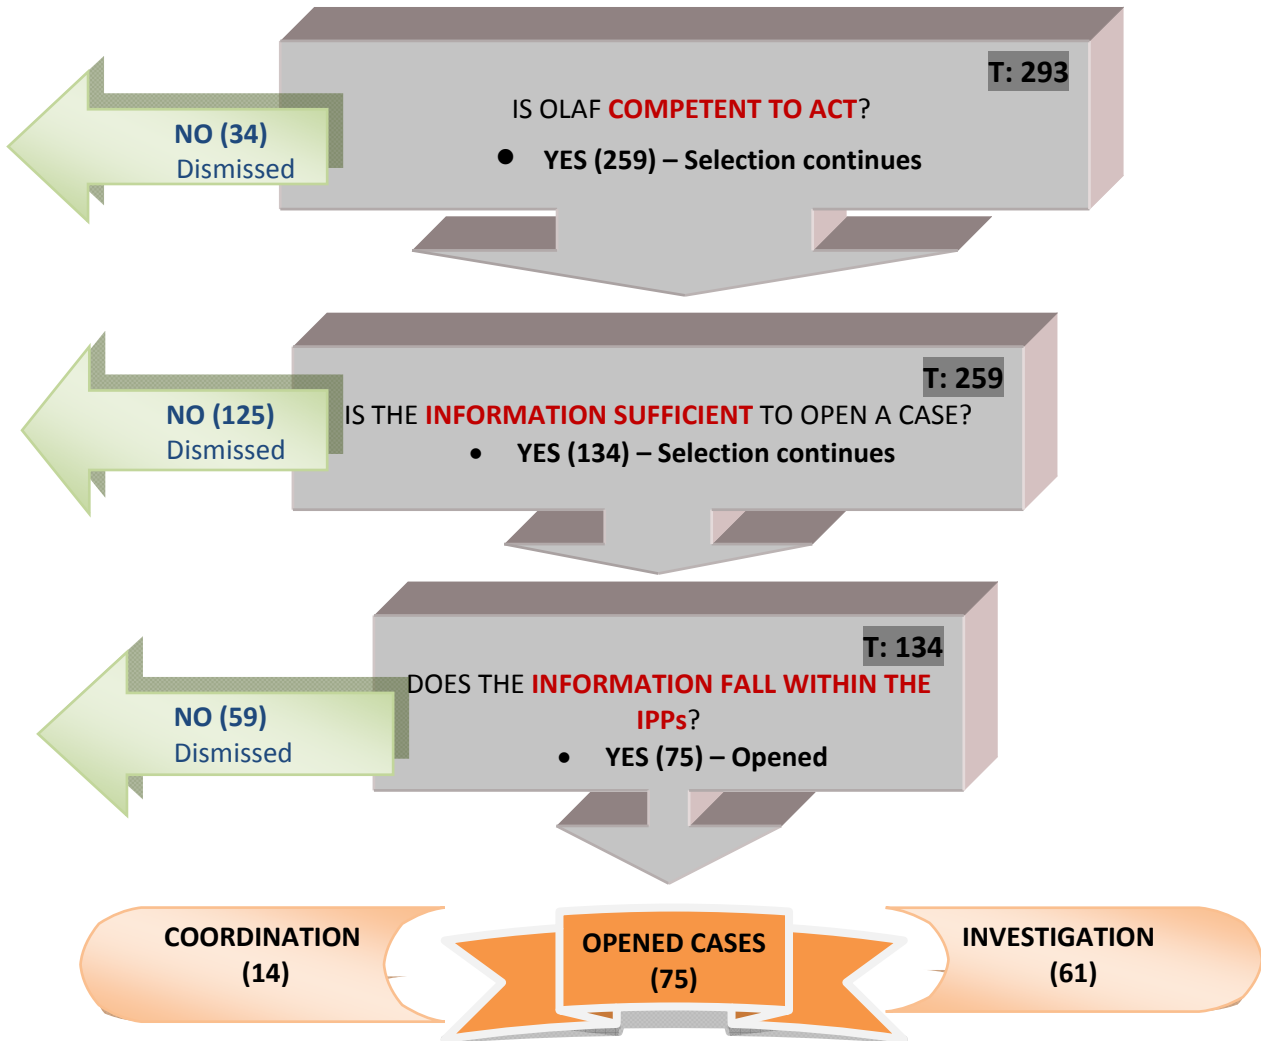 T: 293
IS OLAF COMPETENT TO ACT?
• YES (259) – Selection continues
NO (34)
Dismissed
T: 259
IS THE INFORMATION SUFFICIENT TO OPEN A CASE?
• YES (134) – Selection continues
NO (125)
Dismissed
T: 134
DOES THE INFORMATION FALL WITHIN THE
IPPs?
• YES (75) – Opened
NO (59)
Dismissed
COORDINATION
(14)
OPENED CASES
(75)
INVESTIGATION
(61)